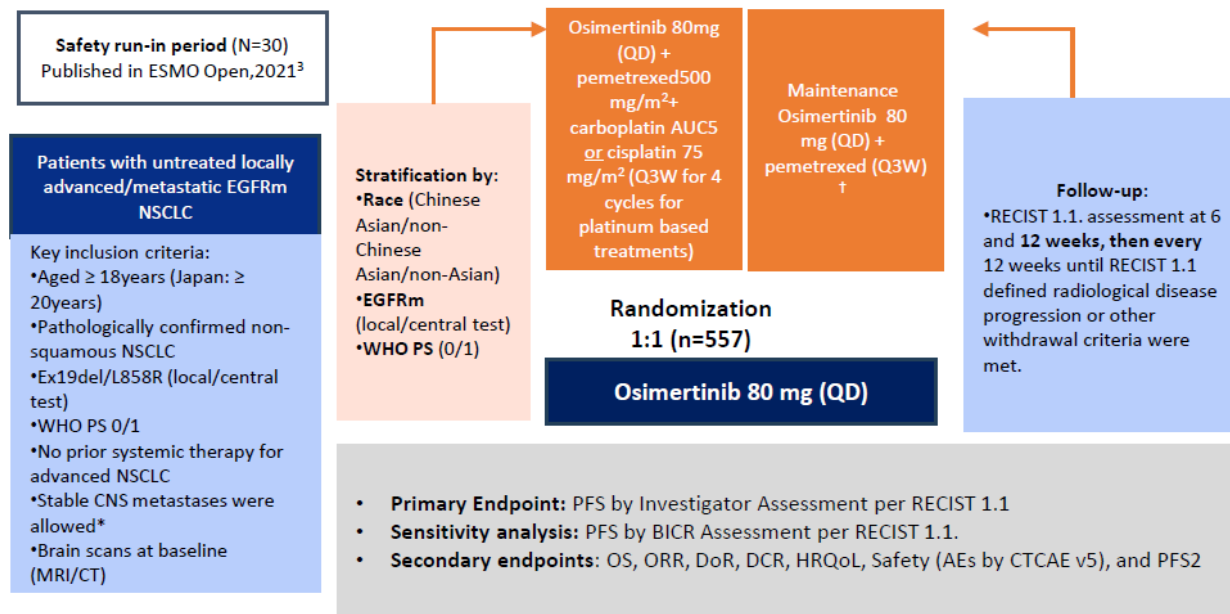 Safety run-in period (N=30)
Published in ESMO Open,2021³
Patients with untreated locally
advanced/metastatic EGFRm
NSCLC
Key inclusion criteria:
•Aged ≥ 18years (Japan: ≥
20years)
•Pathologically confirmed non-
squamous NSCLC
•Ex19del/L858R (local/central
test)
•WHO PS 0/1
•No prior systemic therapy for
advanced NSCLC
•Stable CNS metastases were
allowed*
•Brain scans at baseline
(MRI/CT)
Stratification by:
•Race (Chinese
Asian/non-
Chinese
Asian/non-Asian)
•EGFRm
(local/central test)
•WHO PS (0/1)
Osimertinib 80mg
(QD) +
pemetrexed500
mg/m²+
carboplatin AUC5
or cisplatin 75
mg/m² (Q3W for 4
cycles for
platinum based
treatments)
Maintenance
Osimertinib 80
mg (QD) +
pemetrexed (Q3W)
†
Randomization
1:1 (n=557)
Osimertinib 80 mg (QD)
Follow-up:
•RECIST 1.1. assessment at 6
and 12 weeks, then every
12 weeks until RECIST 1.1
defined radiological disease
progression or other
withdrawal criteria were
met.
• Primary Endpoint: PFS by Investigator Assessment per RECIST 1.1
• Sensitivity analysis: PFS by BICR Assessment per RECIST 1.1.
• Secondary endpoints: OS, ORR, DoR, DCR, HRQoL, Safety (AEs by CTCAE v5), and PFS2